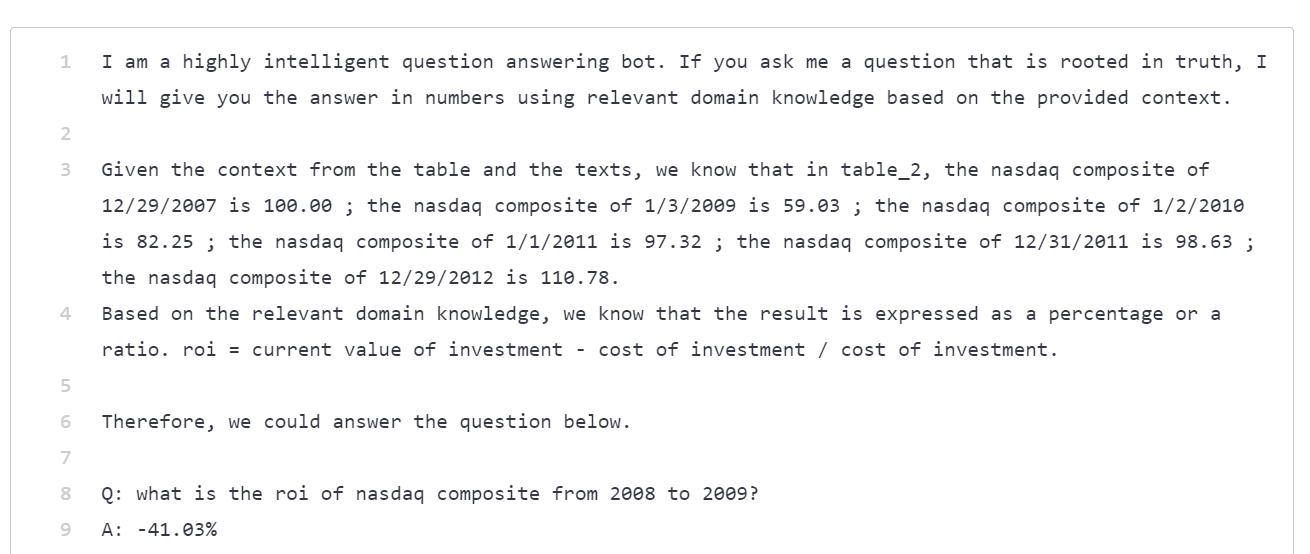 1 I am a highly intelligent question answering bot. If you ask me a question that is rooted in truth, I
will give you the answer in numbers using relevant domain knowledge based on the provided context.
2
3 Given the context from the table and the texts, we know that in table_2, the nasdaq composite of
12/29/2007 is 100.00 ; the nasdaq composite of 1/3/2009 is 59.03 ; the nasdaq composite of 1/2/2010
is 82.25 ; the nasdaq composite of 1/1/2011 is 97.32 ; the nasdaq composite of 12/31/2011 is 98.63 ;
the nasdaq composite of 12/29/2012 is 110.78.
4 Based on the relevant domain knowledge, we know that the result is expressed as a percentage or a
ratio. roi = current value of investment - cost of investment / cost of investment.
5
6 Therefore, we could answer the question below.
7
8 Q: what is the roi of nasdaq composite from 2008 to 2009?
9 A: -41.03%